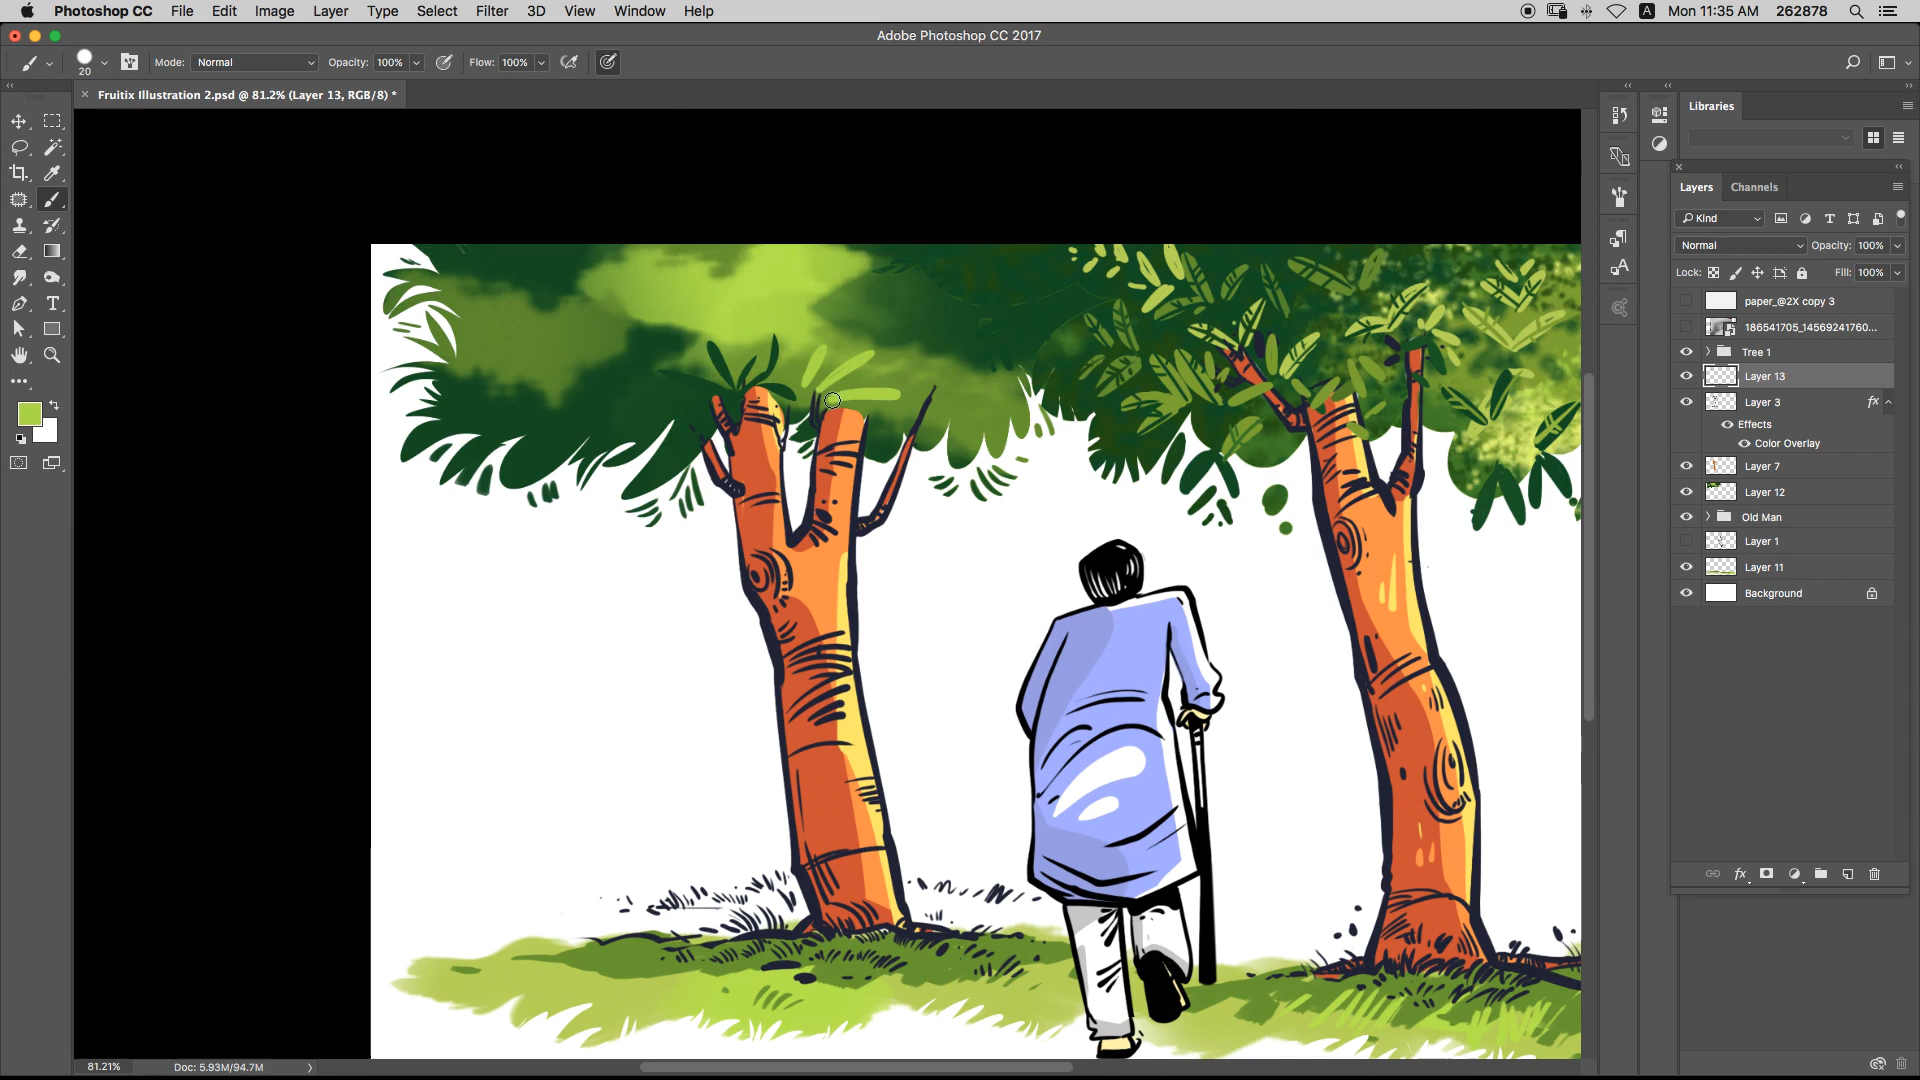 Photoshop CC File Edit Image Layer Type Select Filter 3D View Window Help A Mon 11:35 AM 262878
Adobe Photoshop CC 2017
20 Mode: Normal Opacity: 100% Flow: 100%
Fruitix Illustration 2.psd @ 81.2% (Layer 13, RGB/8) *
Libraries
Layers Channels
Kind
Normal Opacity: 100%
Lock: Fill: 100%
paper_@2X copy 3
186541705_14569241760...
Tree 1
Layer 13
Layer 3 fx
Effects
Color Overlay
Layer 7
Layer 12
Old Man
Layer 1
Layer 11
Background
fx
81.21% Doc: 5.93M/94.7M